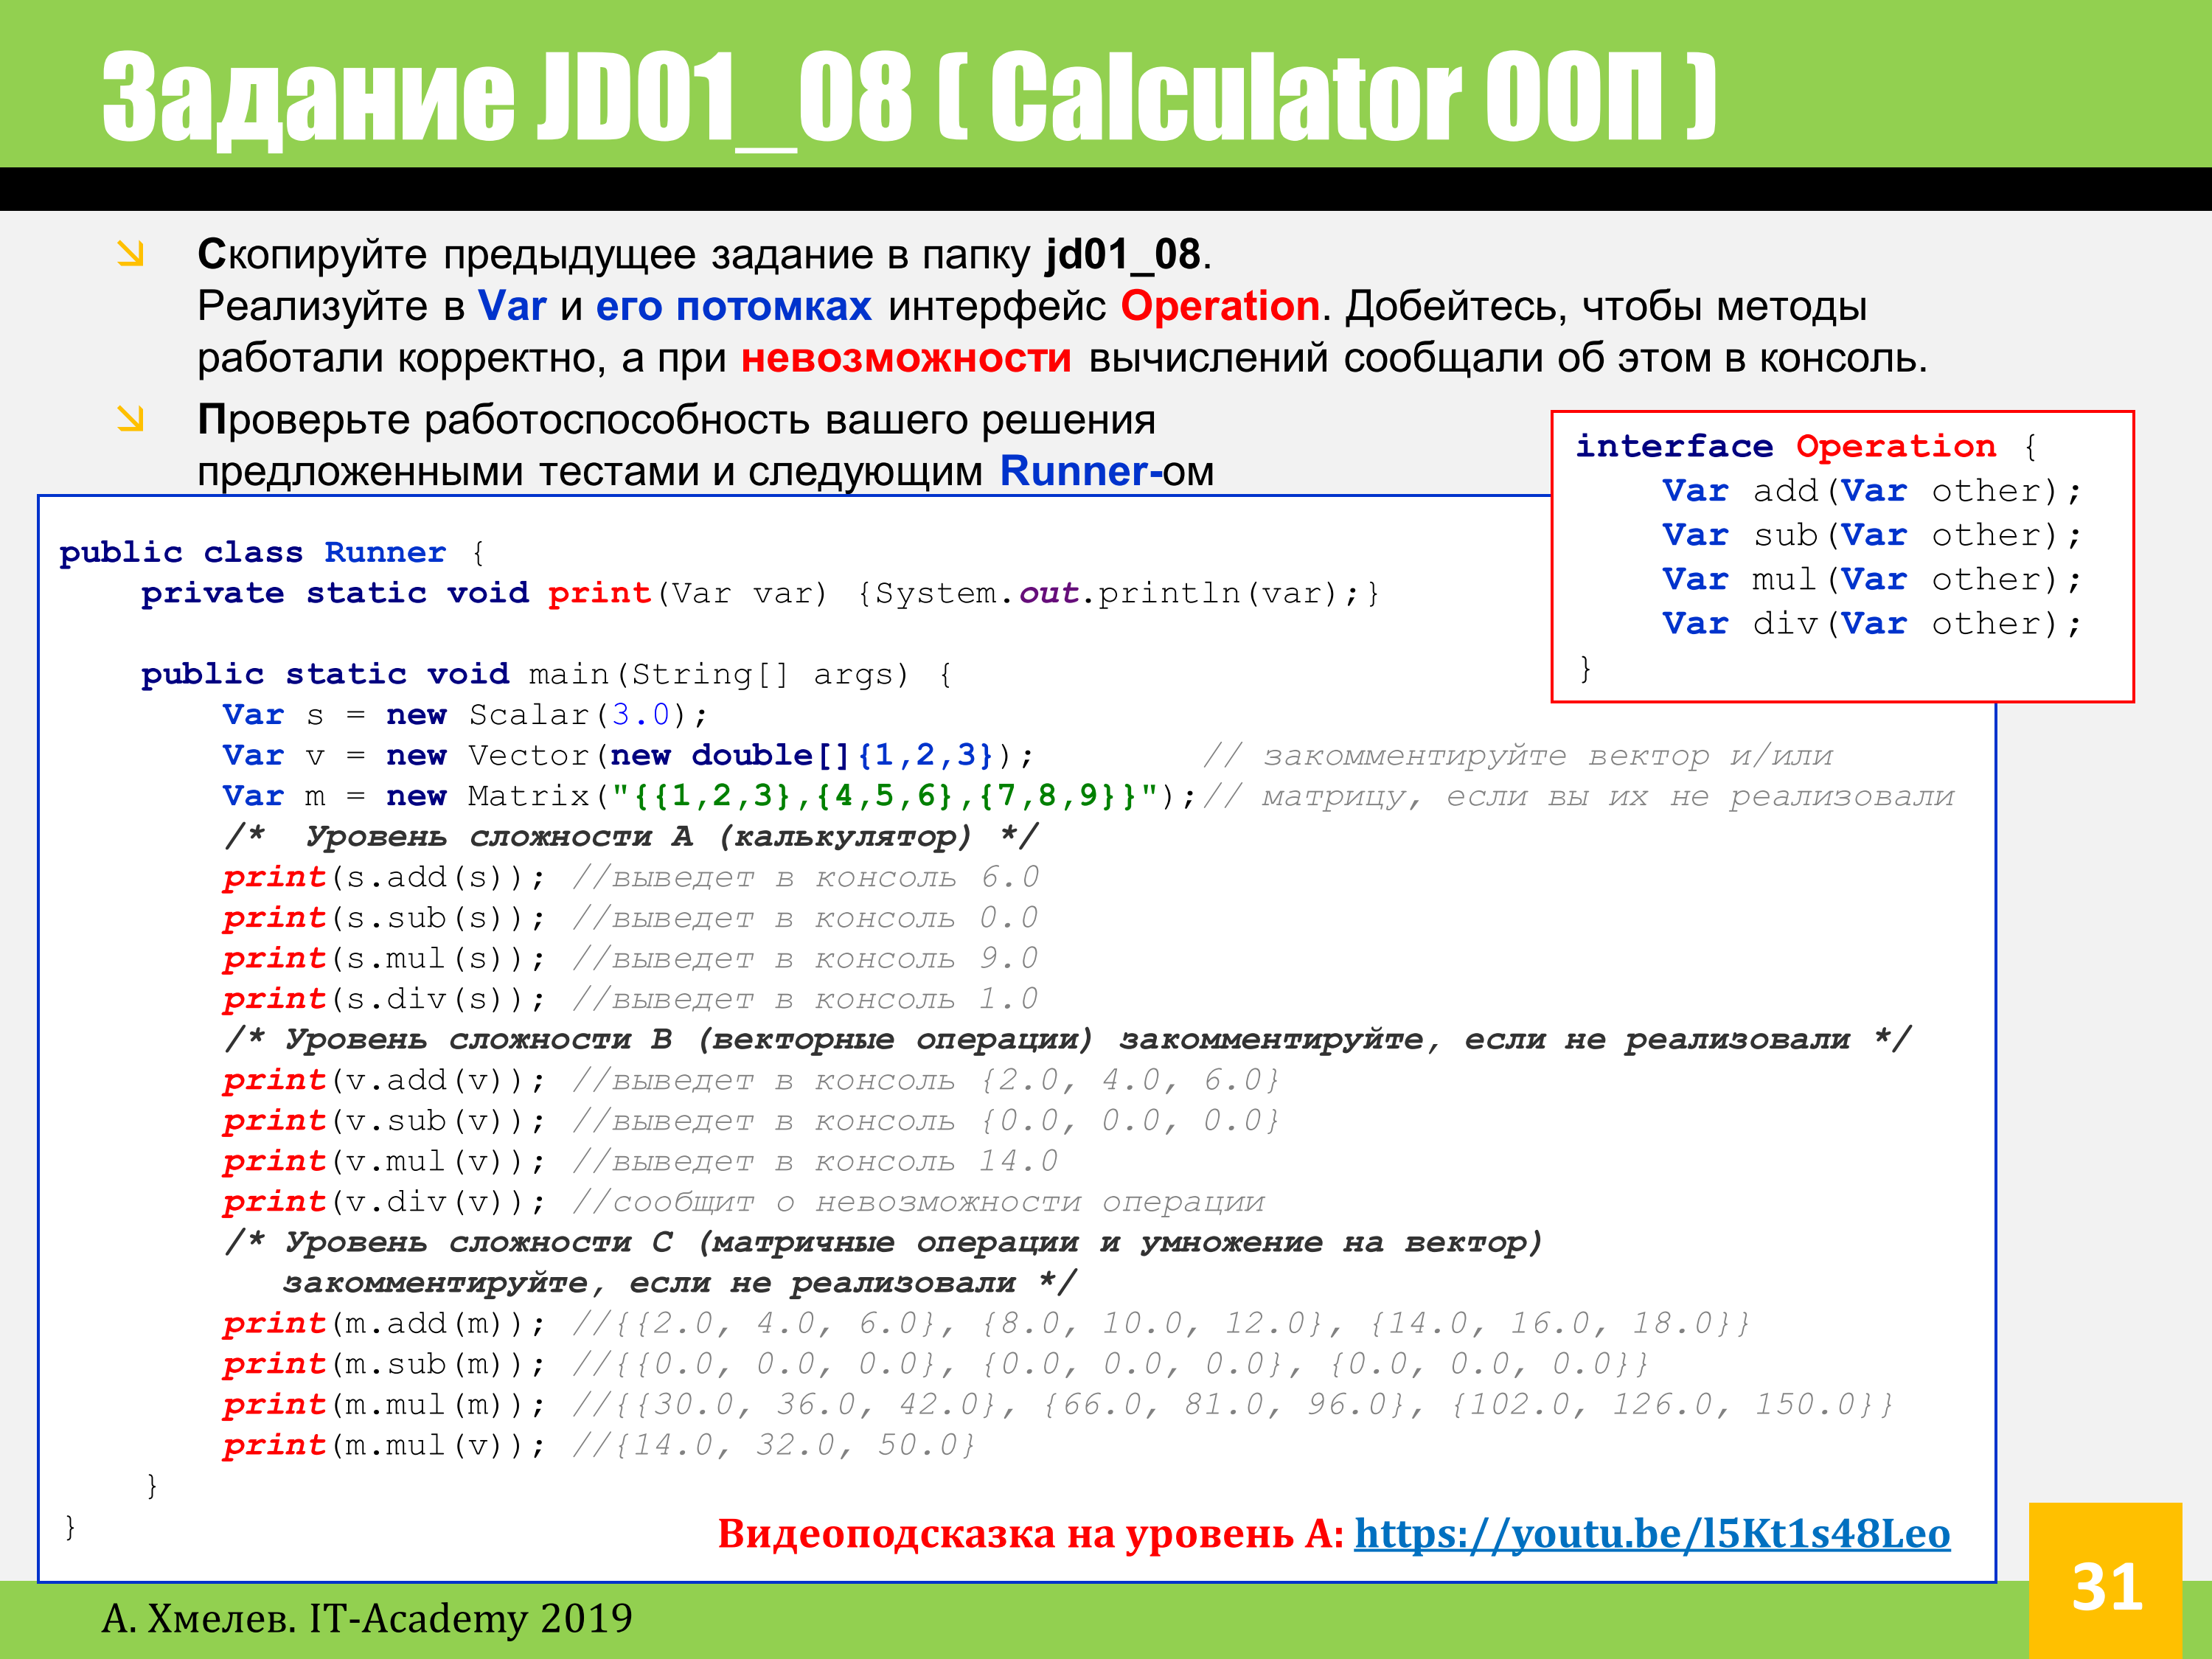 Задание JD01_08 ( Calculator ООП )
Скопируйте предыдущее задание в папку jd01_08.
Реализуйте в Var и его потомках интерфейс Operation. Добейтесь, чтобы методы
работали корректно, а при невозможности вычислений сообщали об этом в консоль.
Проверьте работоспособность вашего решения
предложенными тестами и следующим Runner-ом
interface Operation {
    Var add(Var other);
    Var sub(Var other);
    Var mul(Var other);
    Var div(Var other);
}
public class Runner {
    private static void print(Var var) {System.out.println(var);}
    public static void main(String[] args) {
        Var s = new Scalar(3.0);
        Var v = new Vector(new double[]{1,2,3});        // закомментируйте вектор и/или
        Var m = new Matrix("{{1,2,3},{4,5,6},{7,8,9}}");// матрицу, если вы их не реализовали
        /*  Уровень сложности A (калькулятор) */
        print(s.add(s)); //выведет в консоль 6.0
        print(s.sub(s)); //выведет в консоль 0.0
        print(s.mul(s)); //выведет в консоль 9.0
        print(s.div(s)); //выведет в консоль 1.0
        /* Уровень сложности B (векторные операции) закомментируйте, если не реализовали */
        print(v.add(v)); //выведет в консоль {2.0, 4.0, 6.0}
        print(v.sub(v)); //выведет в консоль {0.0, 0.0, 0.0}
        print(v.mul(v)); //выведет в консоль 14.0
        print(v.div(v)); //сообщит о невозможности операции
        /* Уровень сложности C (матричные операции и умножение на вектор)
           закомментируйте, если не реализовали */
        print(m.add(m)); //{{2.0, 4.0, 6.0}, {8.0, 10.0, 12.0}, {14.0, 16.0, 18.0}}
        print(m.sub(m)); //{{0.0, 0.0, 0.0}, {0.0, 0.0, 0.0}, {0.0, 0.0, 0.0}}
        print(m.mul(m)); //{{30.0, 36.0, 42.0}, {66.0, 81.0, 96.0}, {102.0, 126.0, 150.0}}
        print(m.mul(v)); //{14.0, 32.0, 50.0}
    }
}
Видеоподсказка на уровень А: https://youtu.be/l5Kt1s48Leo
А. Хмелев. IT-Academy 2019
31